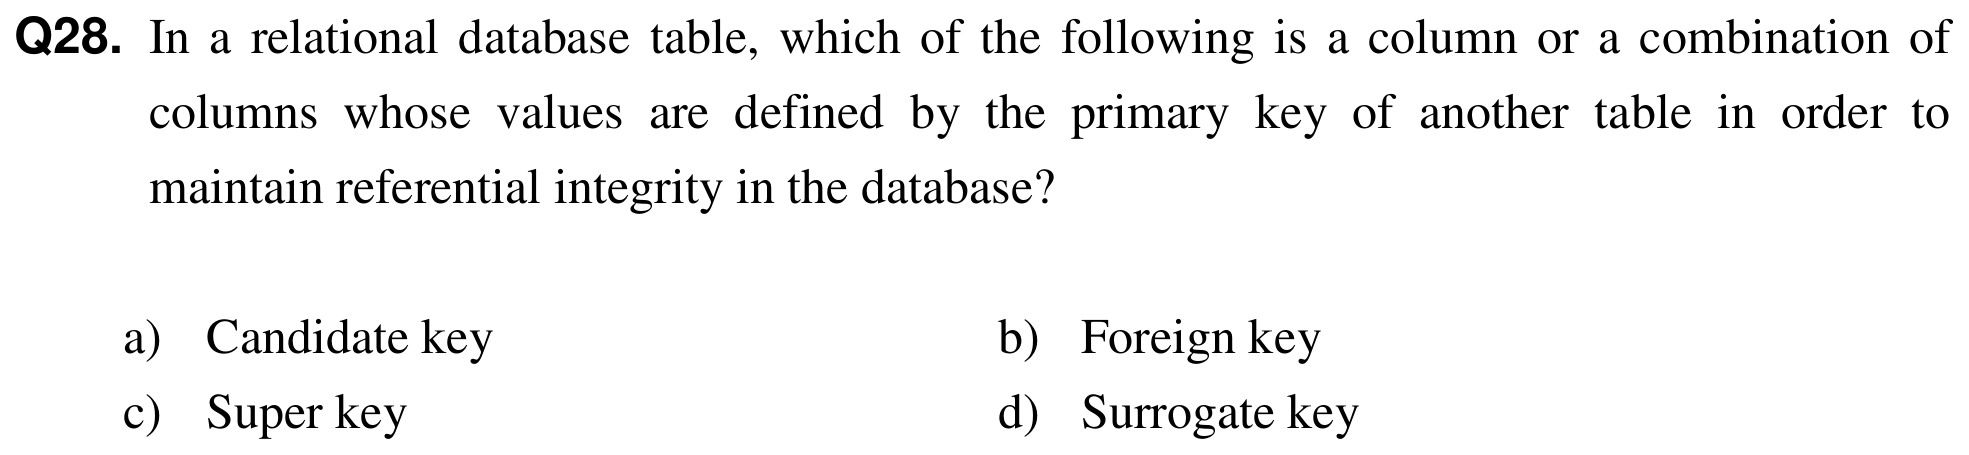 Q28. In a relational database table, which of the following is a column or a combination of
columns whose values are defined by the primary key of another table in order to
maintain referential integrity in the database?
a) Candidate key b) Foreign key
c) Super key d) Surrogate key